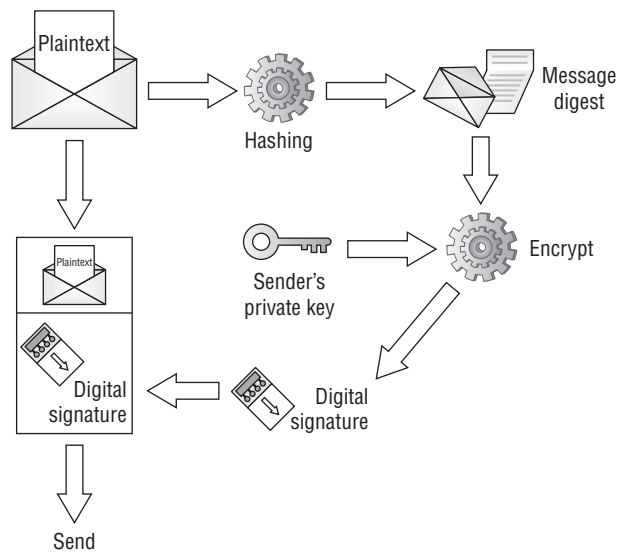 Plaintext
Hashing
Message
digest
Plaintext
Sender's
private key
Encrypt
Digital
signature
Digital
signature
Send